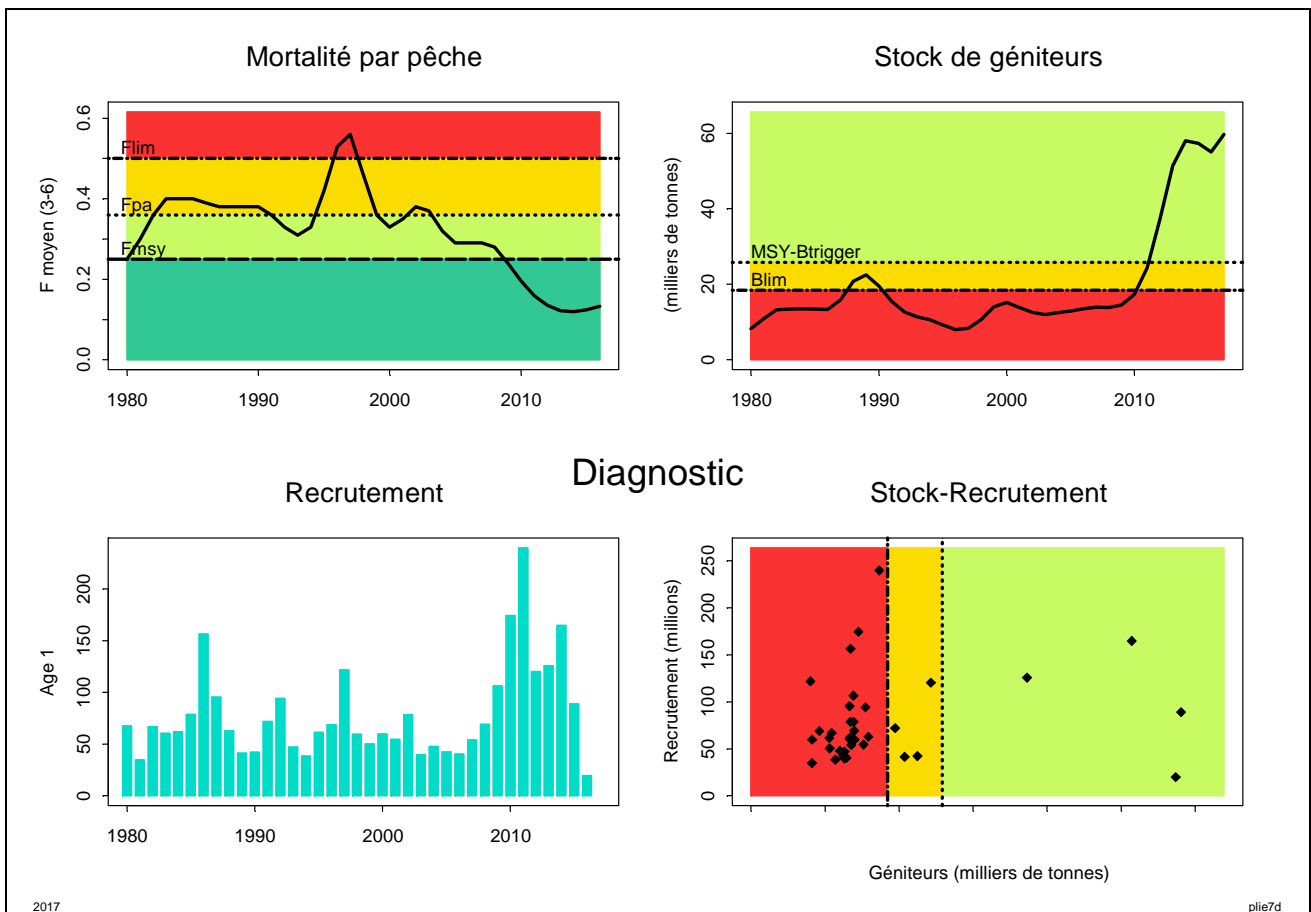 Mortalité par pêche
F moyen (3-6)
0.0 0.2 0.4 0.6
Flim
Fpa
Fmsy
1980 1990 2000 2010
Stock de géniteurs
(milliers de tonnes)
0 20 40 60
MSY-Btrigger
Blim
1980 1990 2000 2010
Diagnostic
Recrutement
Age 1
0 50 100 150 200
1980 1990 2000 2010
Stock-Recrutement
Recrutement (millions)
0 50 100 150 200 250
Géniteurs (milliers de tonnes)
2017
plie7d